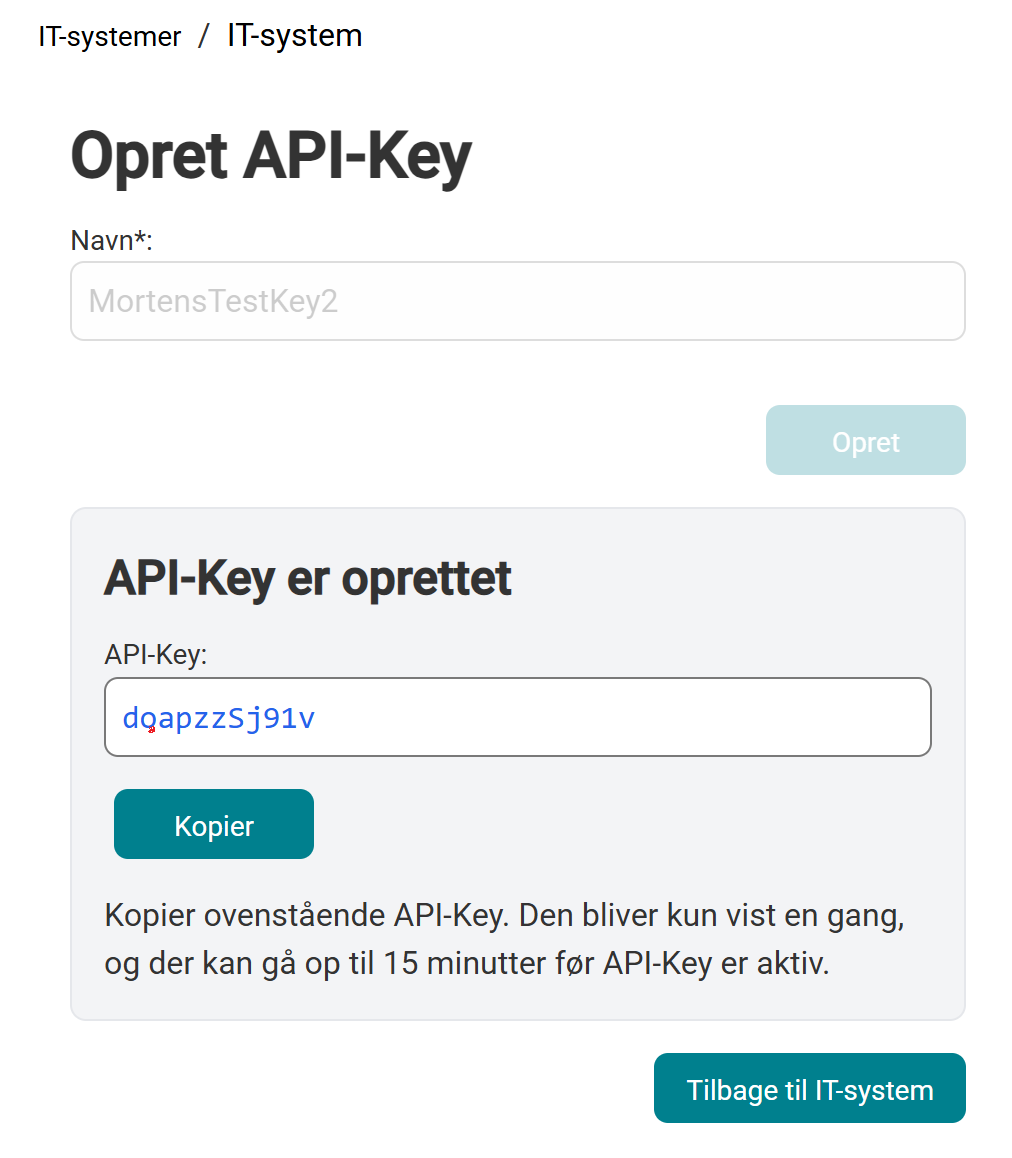 IT-systemer / IT-system
Opret API-Key
Navn*:
MortensTestKey2
Opret
API-Key er oprettet
API-Key:
doapzzSj91v
Kopier
Kopier ovenstående API-Key. Den bliver kun vist en gang,
og der kan gå op til 15 minutter før API-Key er aktiv.
Tilbage til IT-system